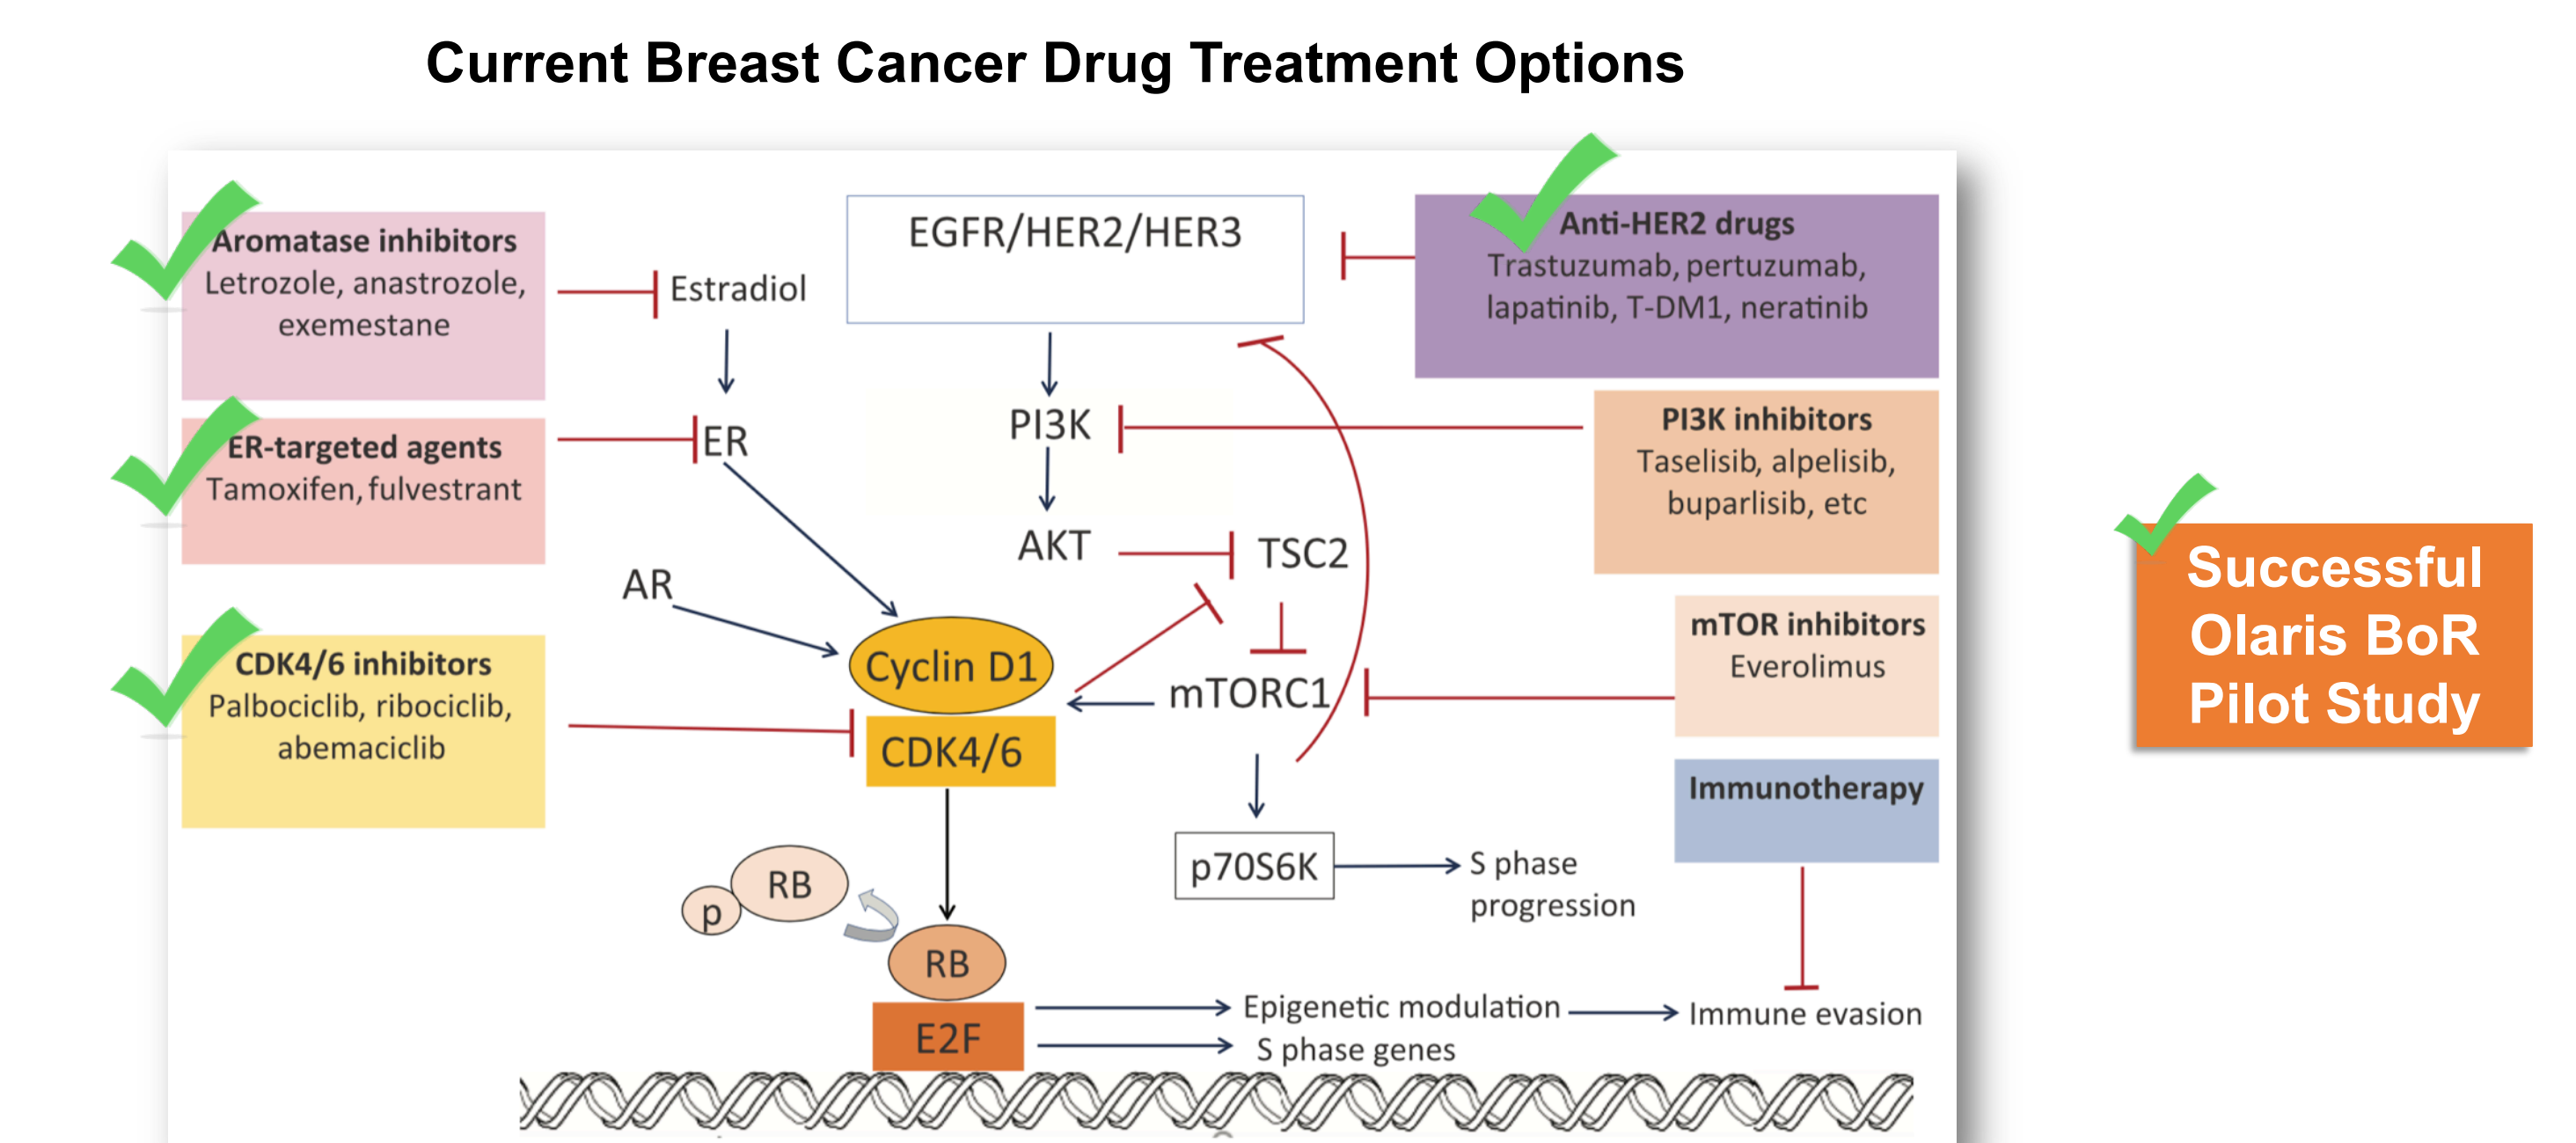 Current Breast Cancer Drug Treatment Options
Aromatase inhibitors
Letrozole, anastrozole,
exemestane
Estradiol
EGFR/HER2/HER3
Anti-HER2 drugs
Trastuzumab, pertuzumab,
lapatinib, T-DM1, neratinib
ER-targeted agents
Tamoxifen, fulvestrant
ER
PI3K
PI3K inhibitors
Taselisib, alpelisib,
buparlisib, etc
AR
AKT
TSC2
CDK4/6 inhibitors
Palbociclib, ribociclib,
abemaciclib
Cyclin D1
CDK4/6
mTORC1
mTOR inhibitors
Everolimus
Immunotherapy
p
RB
p70S6K
S phase
progression
RB
E2F
Epigenetic modulation
S phase genes
Immune evasion
Successful
Olaris BoR
Pilot Study